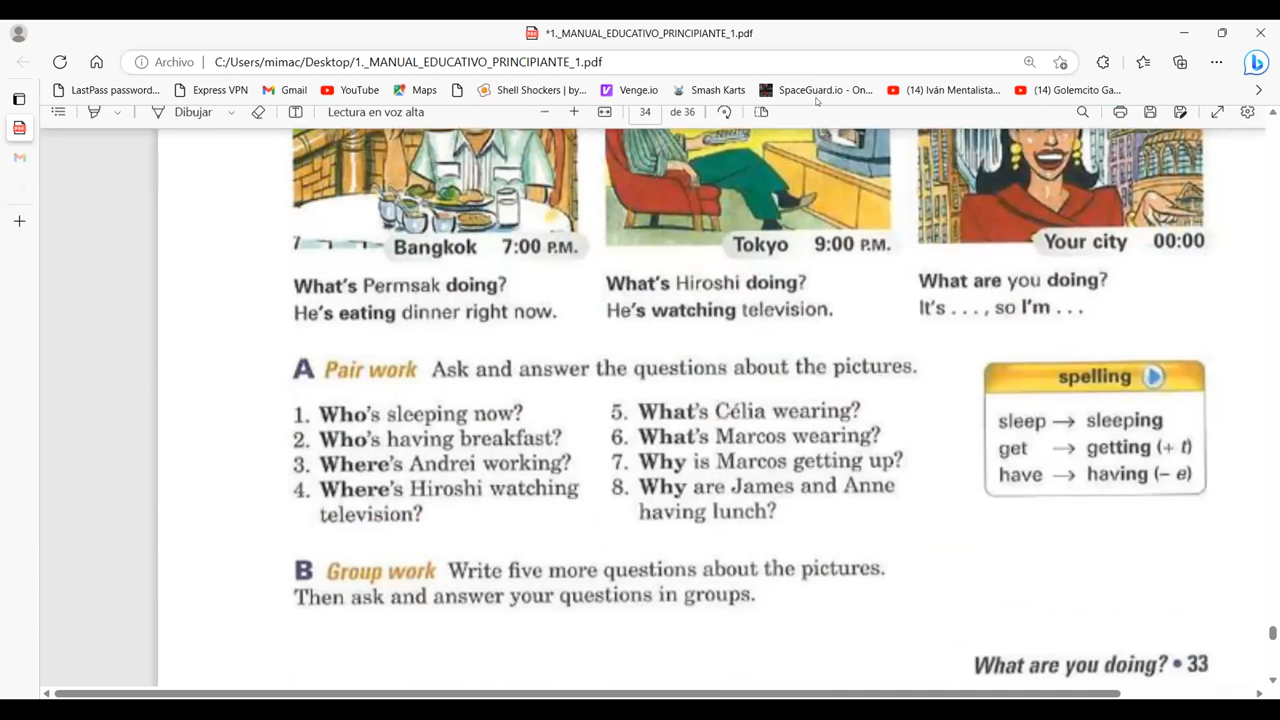 *1._MANUAL_EDUCATIVO_PRINCIPIANTE_1.pdf
Archivo C:/Users/mimac/Desktop/1._MANUAL_EDUCATIVO_PRINCIPIANTE_1.pdf
LastPass password... Express VPN Gmail YouTube Maps Shell Shockers | by... Venge.io Smash Karts SpaceGuard.io - On... (14) Iván Mentalista... (14) Golemcito Ga...
Dibujar Lectura en voz alta 34 de 36
Bangkok 7:00 P.M. Tokyo 9:00 P.M. Your city 00:00
What's Permsak doing?
He's eating dinner right now.
What's Hiroshi doing?
He's watching television.
What are you doing?
It's . . . , so I'm . . .
A Pair work Ask and answer the questions about the pictures.
1. Who's sleeping now?
2. Who's having breakfast?
3. Where's Andrei working?
4. Where's Hiroshi watching
television?
5. What's Célia wearing?
6. What's Marcos wearing?
7. Why is Marcos getting up?
8. Why are James and Anne
having lunch?
spelling
sleep → sleeping
get → getting (+ t)
have → having (− e)
B Group work Write five more questions about the pictures.
Then ask and answer your questions in groups.
What are you doing? • 33